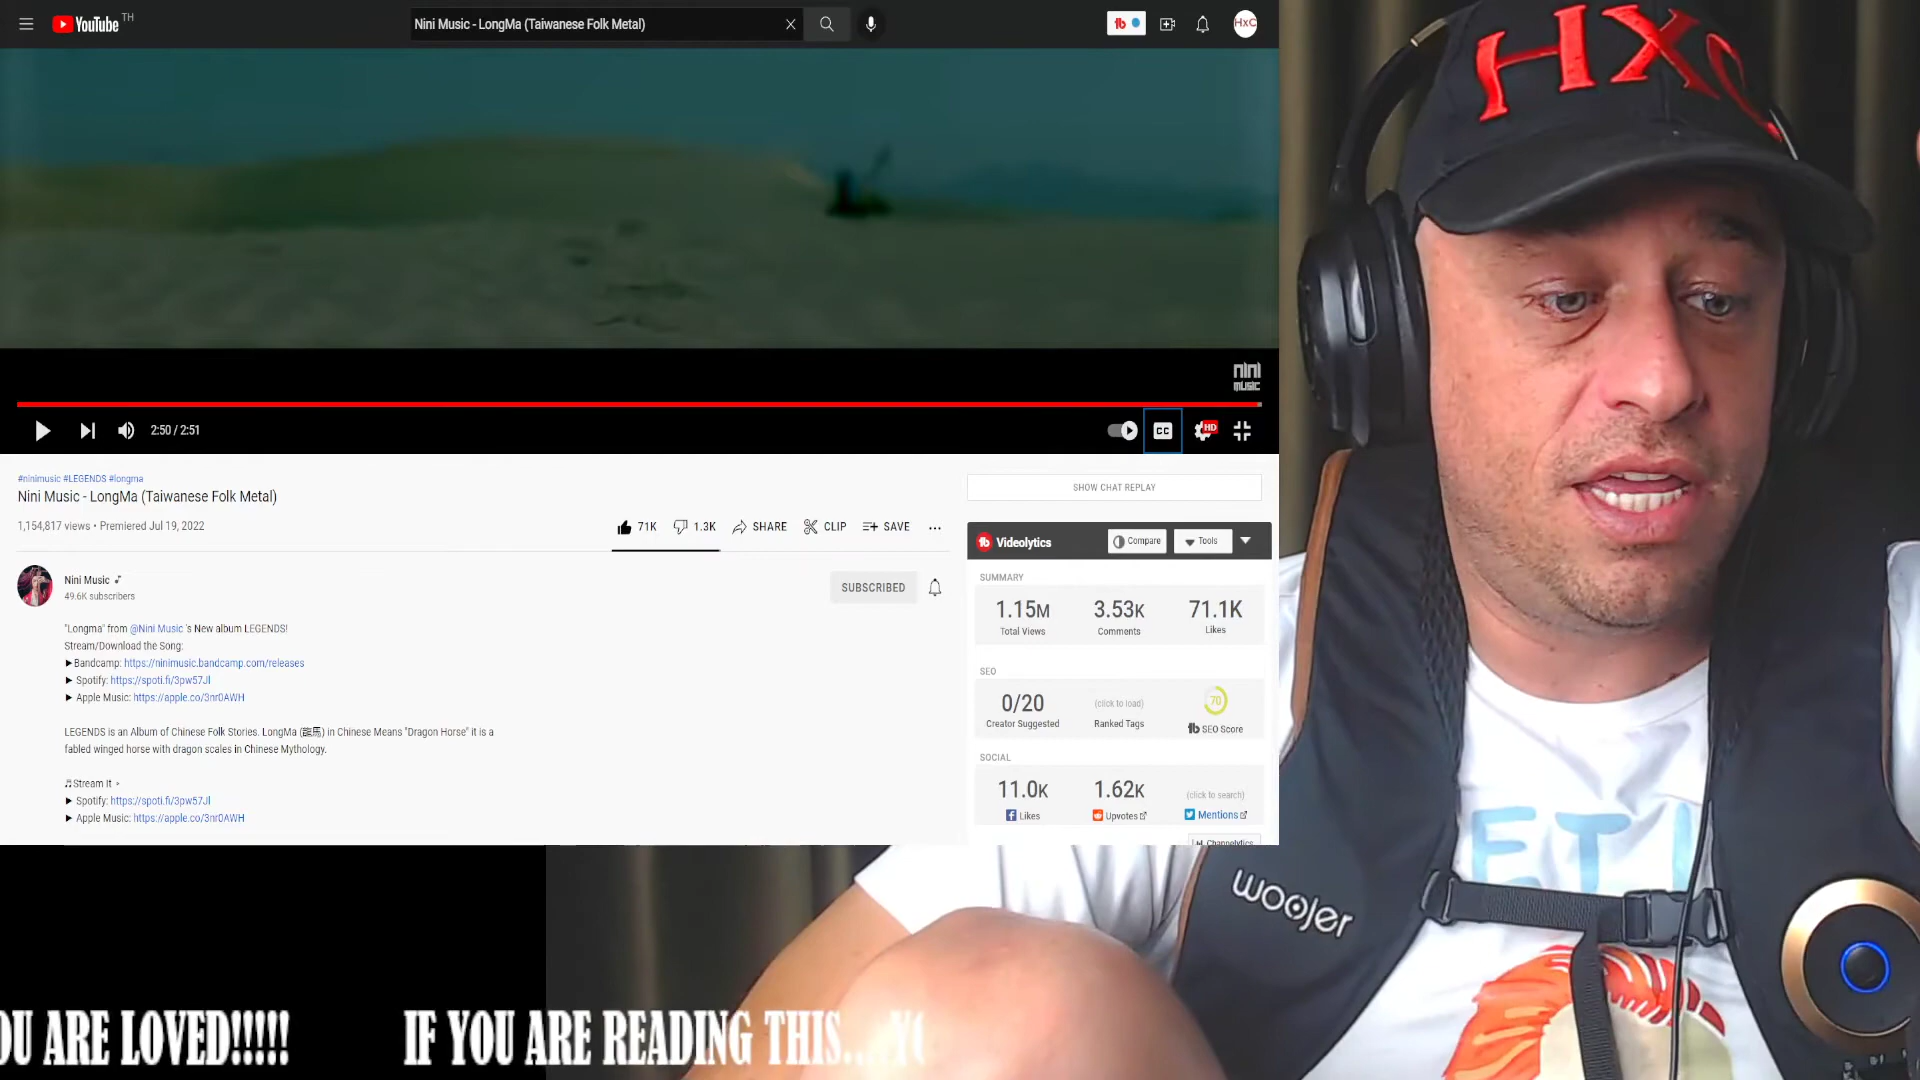 YouTube TH
Nini Music - LongMa (Taiwanese Folk Metal)
HxC
HXC
nini
music
2:50 / 2:51
CC
HD
#ninimusic #LEGENDS #longma
Nini Music - LongMa (Taiwanese Folk Metal)
1,154,817 views • Premiered Jul 19, 2022
71K
1.3K
SHARE
CLIP
SAVE
SHOW CHAT REPLAY
Nini Music
49.6K subscribers
SUBSCRIBED
"Longma" from @Nini Music 's New album LEGENDS!
Stream/Download the Song:
▶Bandcamp: https://ninimusic.bandcamp.com/releases
▶ Spotify: https://spoti.fi/3pw57Jl
▶ Apple Music: https://apple.co/3nr0AWH
LEGENDS is an Album of Chinese Folk Stories. LongMa (龍馬) in Chinese Means "Dragon Horse" it is a
fabled winged horse with dragon scales in Chinese Mythology.
♬Stream It ▸
▶ Spotify: https://spoti.fi/3pw57Jl
▶ Apple Music: https://apple.co/3nr0AWH
Videolytics
Compare
Tools
SUMMARY
1.15M
Total Views
3.53K
Comments
71.1K
Likes
SEO
0/20
Creator Suggested
(click to load)
Ranked Tags
70
SEO Score
SOCIAL
11.0K
Likes
1.62K
Upvotes
(click to search)
Mentions
Channelytics
woojer
OU ARE LOVED!!!!!
IF YOU ARE READING THIS... YO